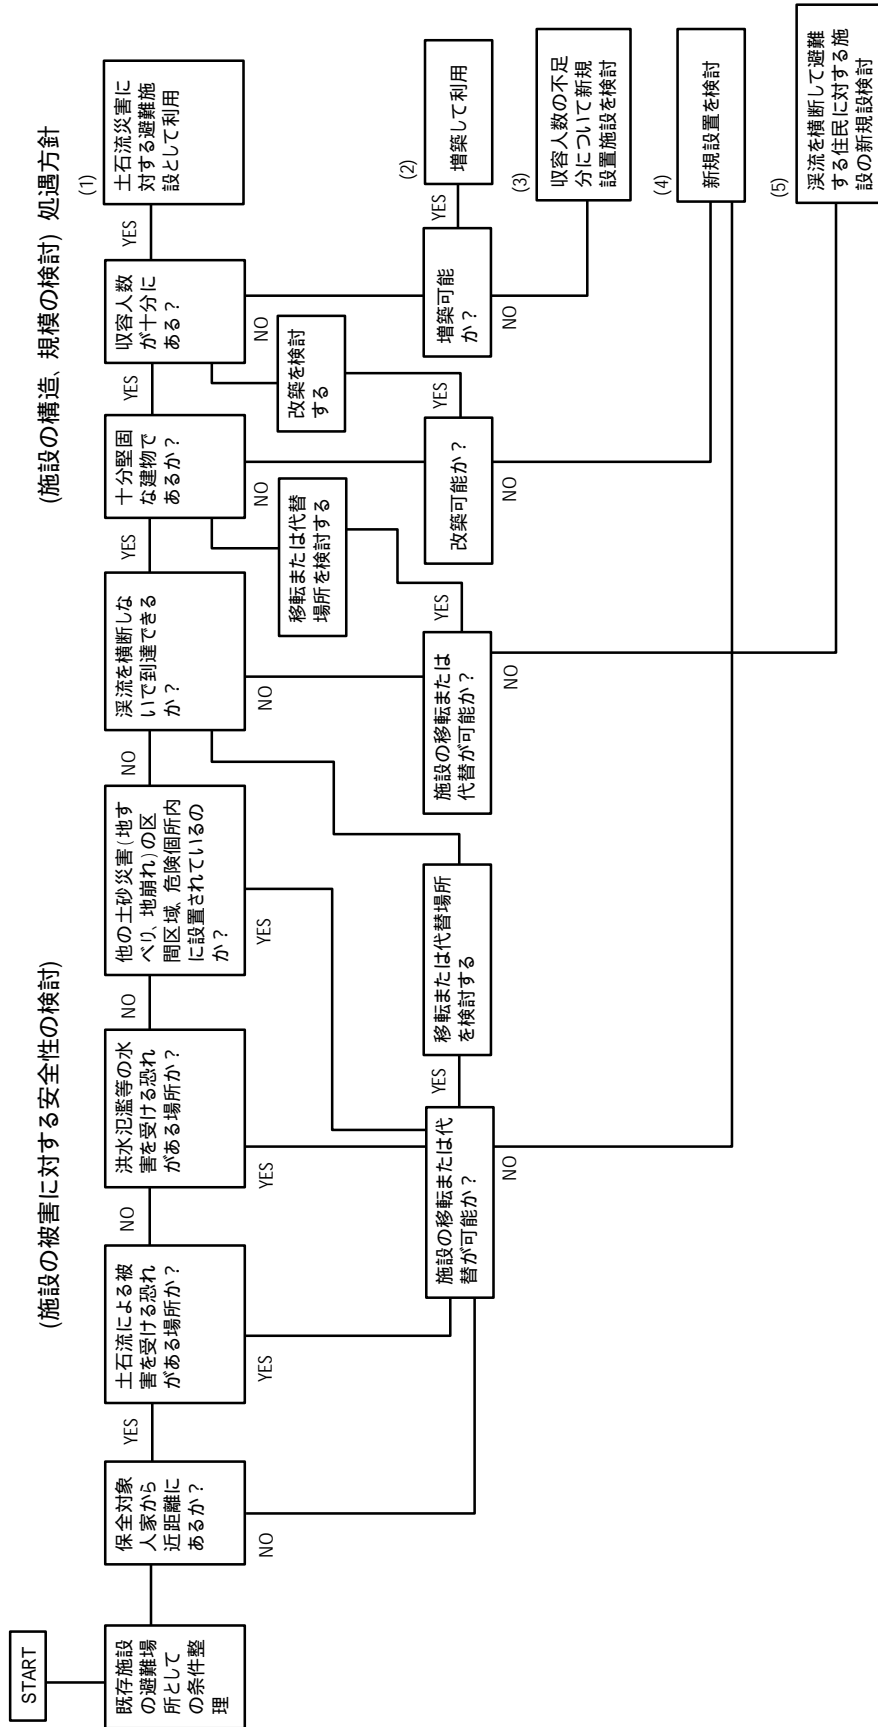 (施設の被害に対する安全性の検討)
(施設の構造、規模の検討)
処遇方針
START
既存施設
の避難場
所として
の条件整
理
保全対象
人家から
近距離に
あるか？
YES
NO
土石流による被
害を受ける恐れ
がある場所か？
NO
YES
洪水氾濫等の水
害を受ける恐れ
がある場所か？
NO
YES
他の土砂災害(地す
べり、地崩れ)の区
間区域、危険個所内
に設置されているの
か？
NO
YES
渓流を横断しな
いで到達できる
か？
YES
NO
十分堅固
な建物で
あるか？
YES
NO
収容人数
が十分に
ある？
YES
NO
(1)
土石流災害に
対する避難施
設として利用
移転または代替
場所を検討する
改築を検討
する
施設の移転または代
替が可能か？
YES
NO
移転または代替場所
を検討する
施設の移転または
代替が可能か？
YES
NO
改築可能か？
YES
NO
増築可能
か？
YES
NO
(2)
増築して利用
(3)
収容人数の不足
分について新規
設置施設を検討
(4)
新規設置を検討
(5)
渓流を横断して避難
する住民に対する施
設の新規設検討